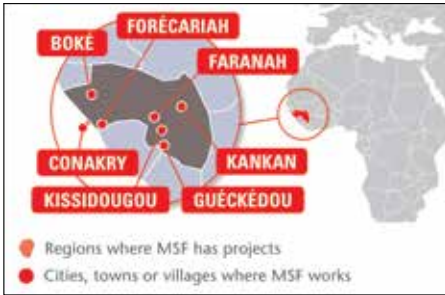 FORÉCARIAH
BOKÉ
FARANAH
CONAKRY
KANKAN
KISSIDOUGOU
GUÉCKÉDOU
Regions where MSF has projects
Cities, towns or villages where MSF works